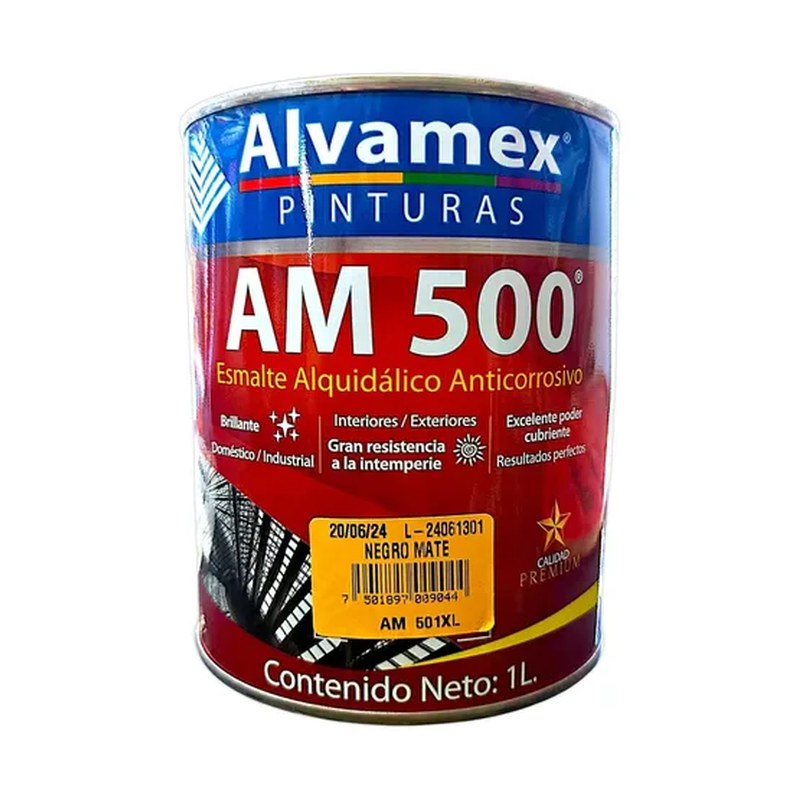 Alvamex®
PINTURAS
AM 500®
Esmalte Alquidálico Anticorrosivo
Brillante
Doméstico / Industrial
Interiores / Exteriores
Gran resistencia
a la intemperie
Excelente poder
cubriente
Resultados perfectos
20/06/24 L-24061301
NEGRO MATE
7 501897 009044
AM 501XL
CALIDAD
PREMIUM
Contenido Neto: 1L.